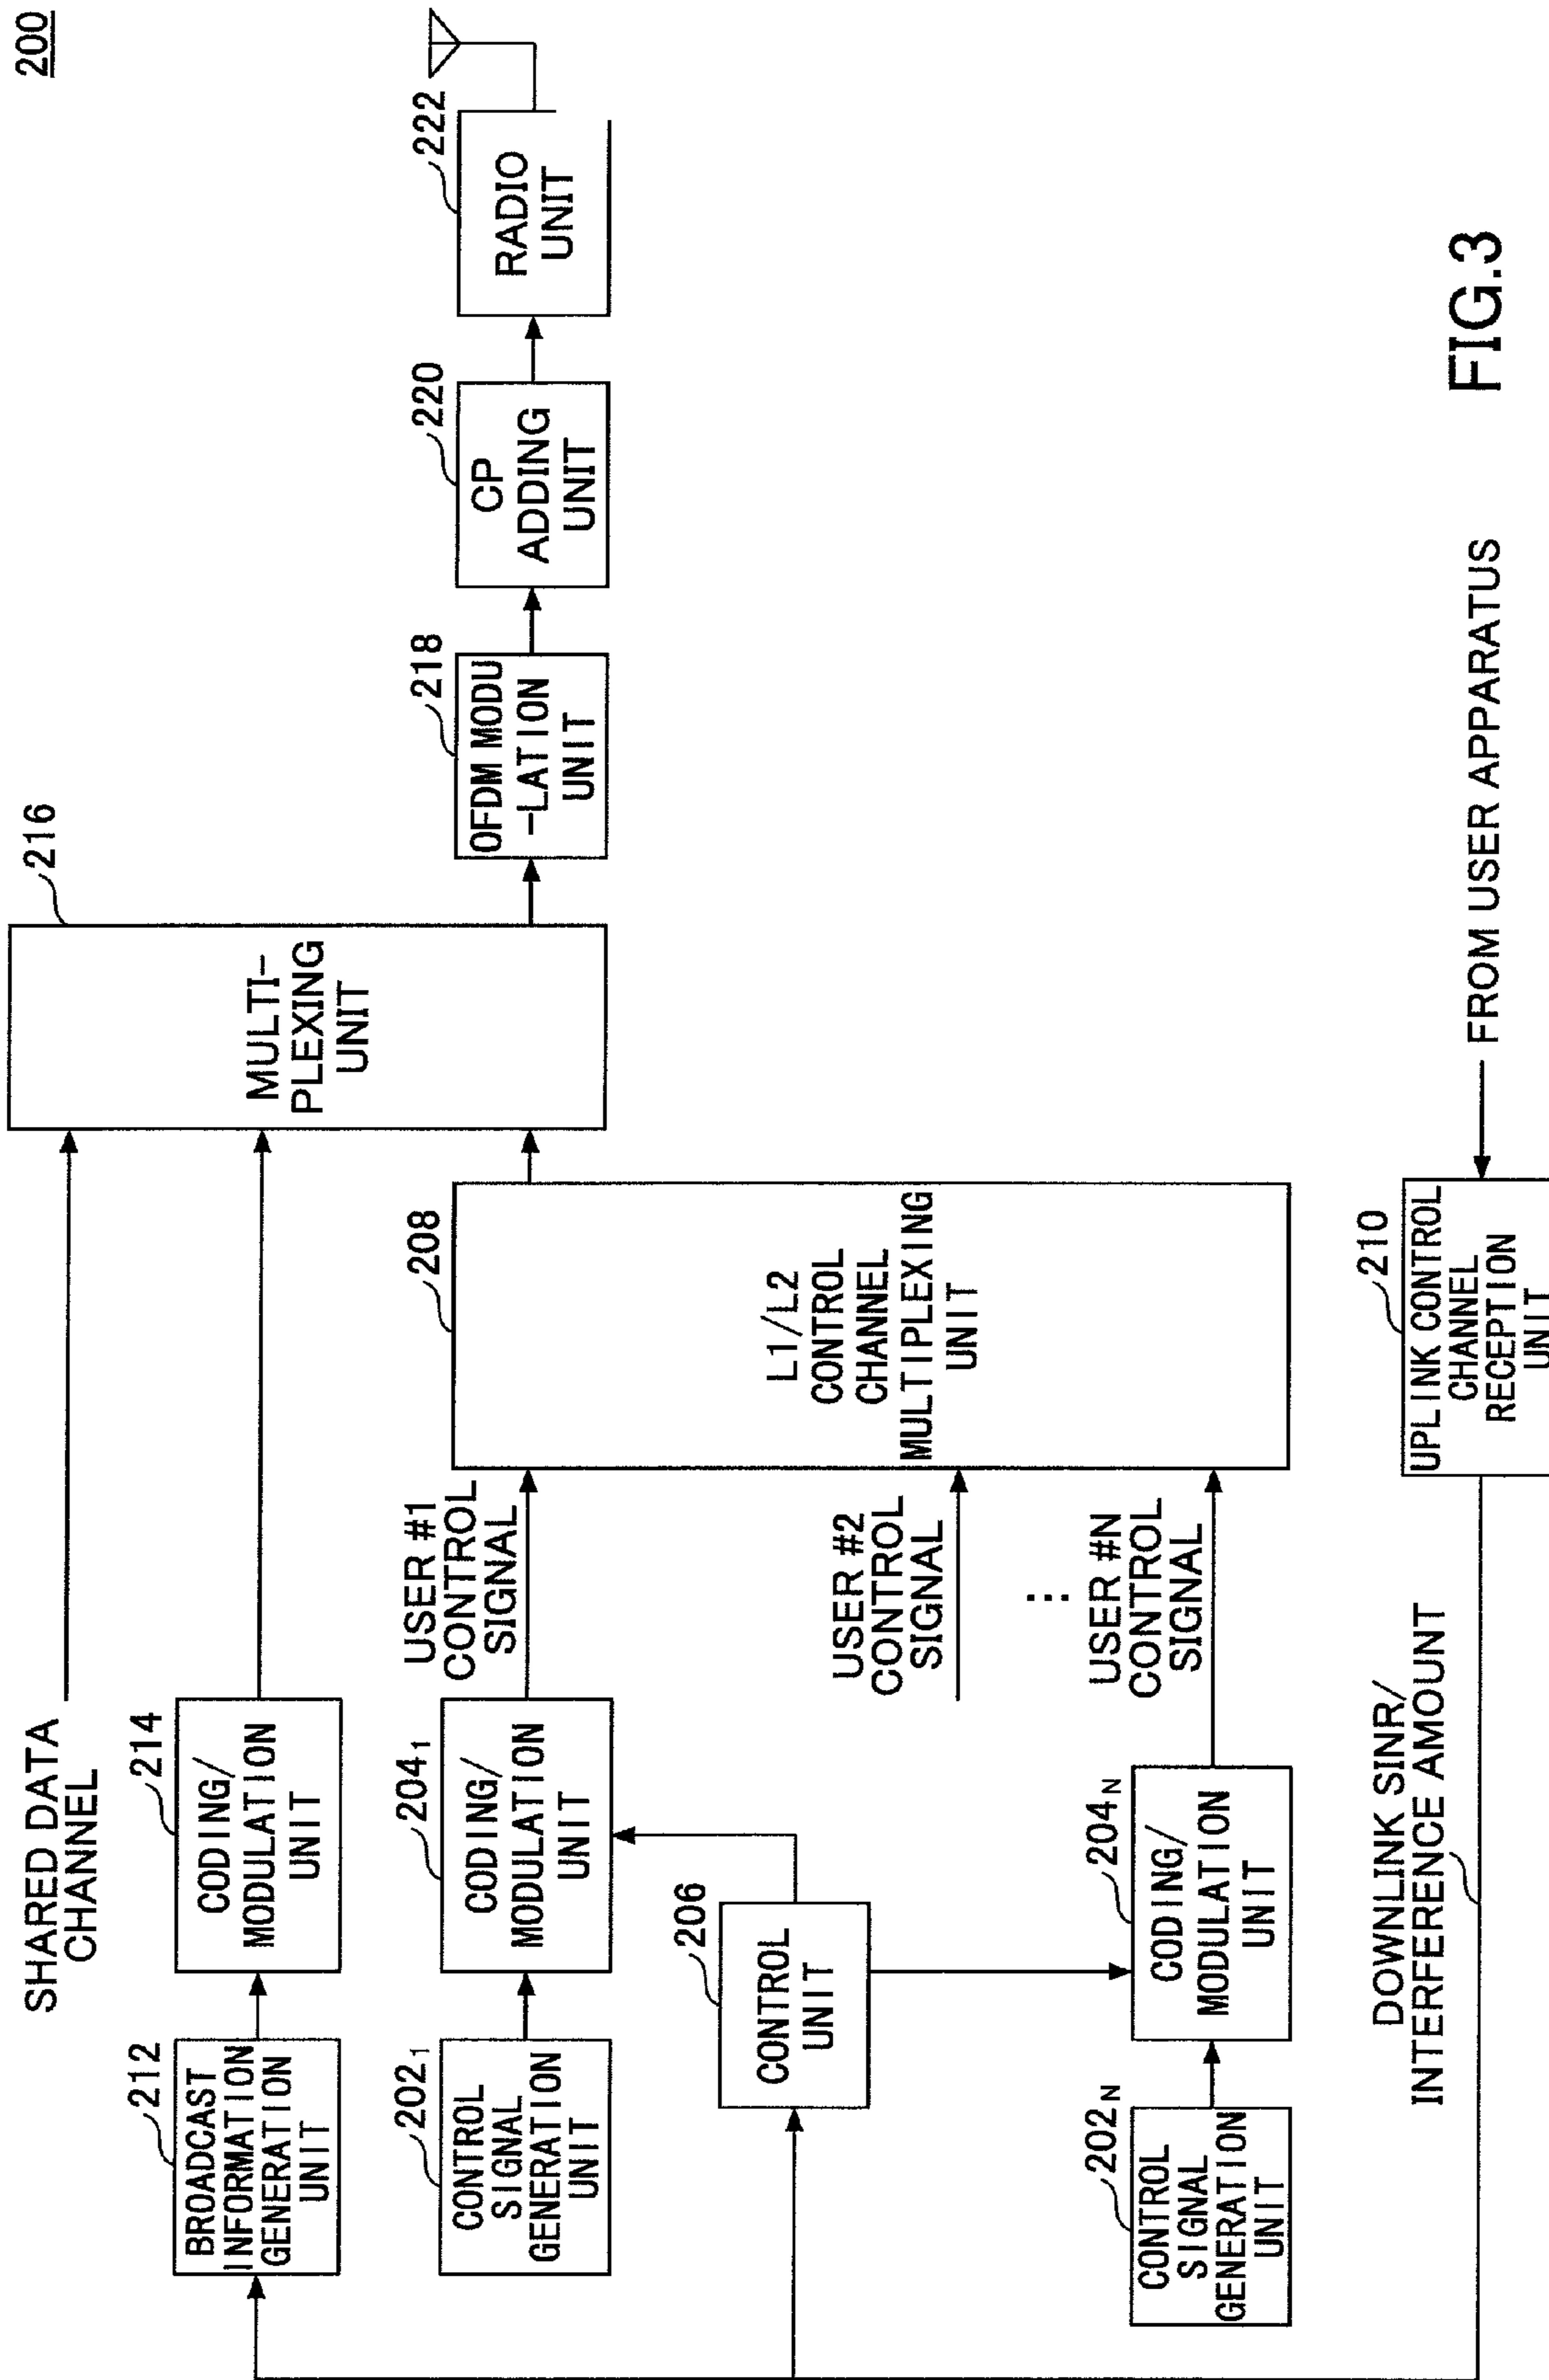 200
SHARED DATA
CHANNEL
212
BROADCAST
INFORMATION
GENERATION
UNIT
214
CODING/
MODULATION
UNIT
216
MULTI-
PLEXING
UNIT
202₁
CONTROL
SIGNAL
GENERATION
UNIT
204₁
CODING/
MODULATION
UNIT
USER #1
CONTROL
SIGNAL
208
L1/L2
CONTROL
CHANNEL
MULTIPLEXING
UNIT
218
OFDM MODU
-LATION
UNIT
220
CP
ADDING
UNIT
222
RADIO
UNIT
206
CONTROL
UNIT
USER #2
CONTROL
SIGNAL
...
USER #N
CONTROL
SIGNAL
202N
CONTROL
SIGNAL
GENERATION
UNIT
204N
CODING/
MODULATION
UNIT
DOWNLINK SINR/
INTERFERENCE AMOUNT
210
UPLINK CONTROL
CHANNEL
RECEPTION
UNIT
FROM USER APPARATUS
FIG.3